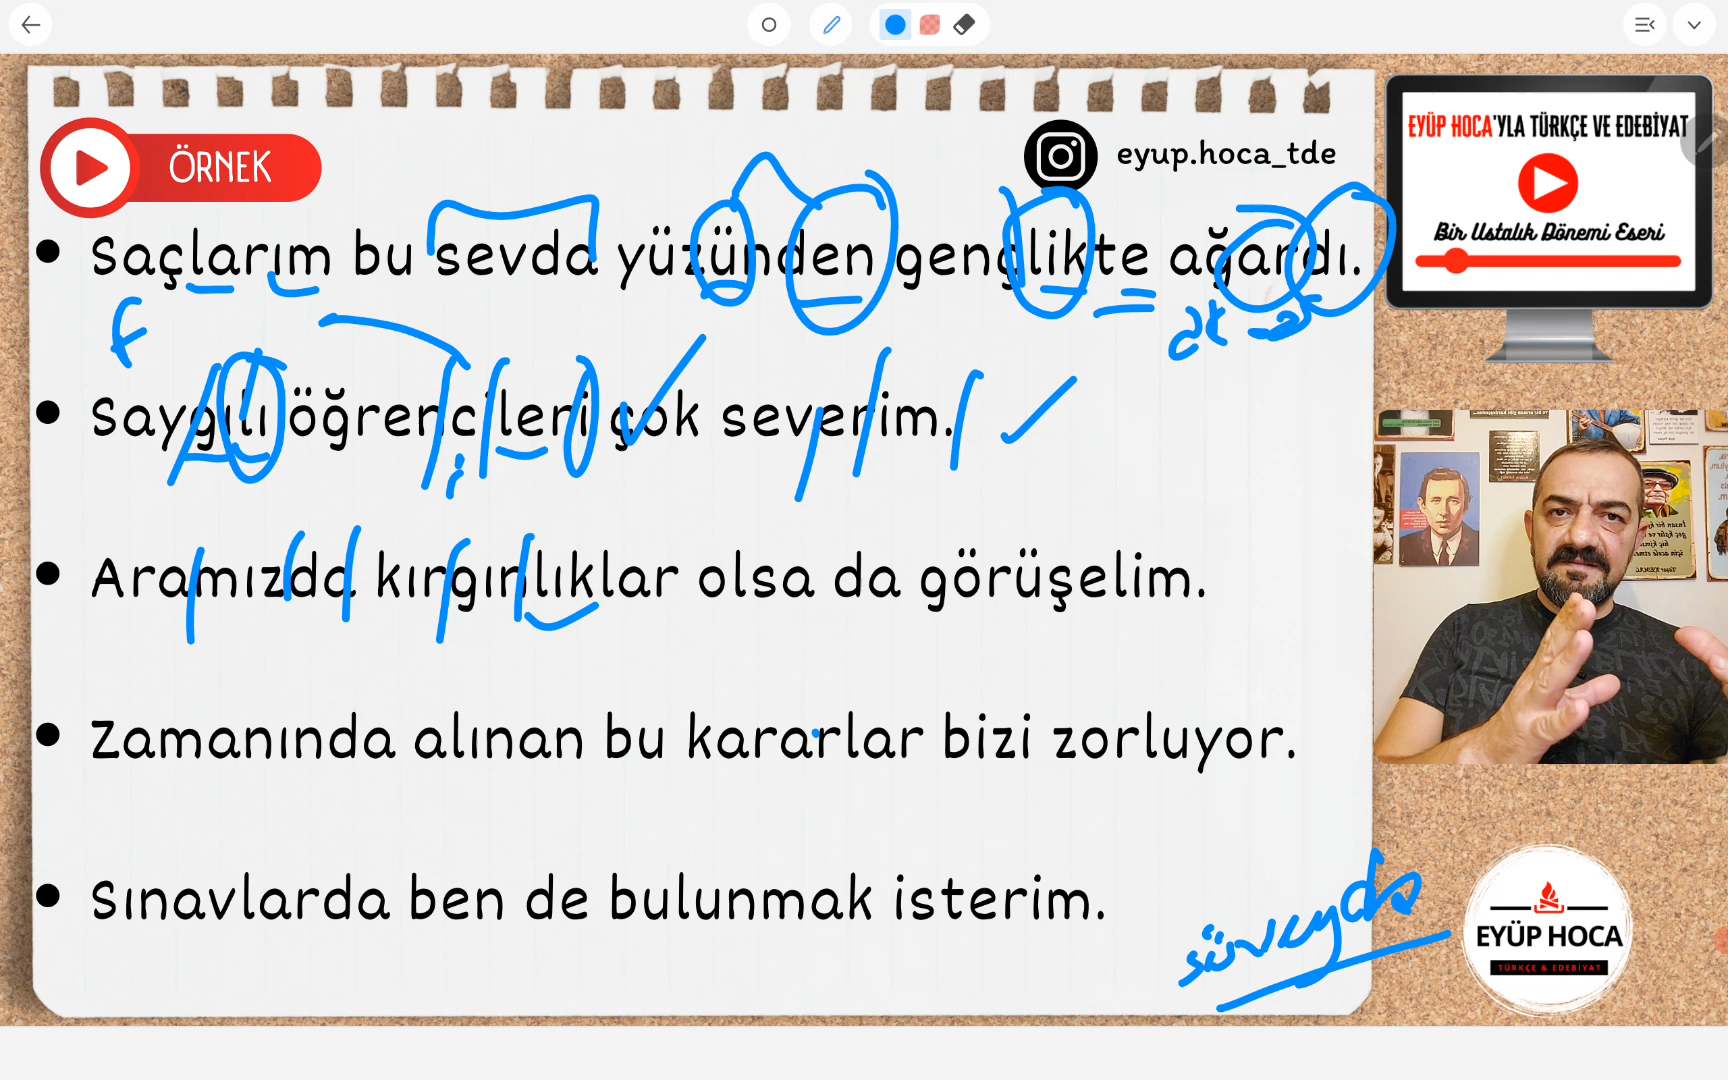 ÖRNEK
eyup.hoca_tde
EYÜP HOCA'YLA TÜRKÇE VE EDEBİYAT
Bir Ustalık Dönemi Eseri
Saçlarım bu sevda yüzünden gençlikte ağardı.
Saygılı öğrencileri çok severim.
Aramızda kırgınlıklar olsa da görüşelim.
Zamanında alınan bu kararlar bizi zorluyor.
Sınavlarda ben de bulunmak isterim.
süveyda
EYÜP HOCA
TÜRKÇE & EDEBİYAT